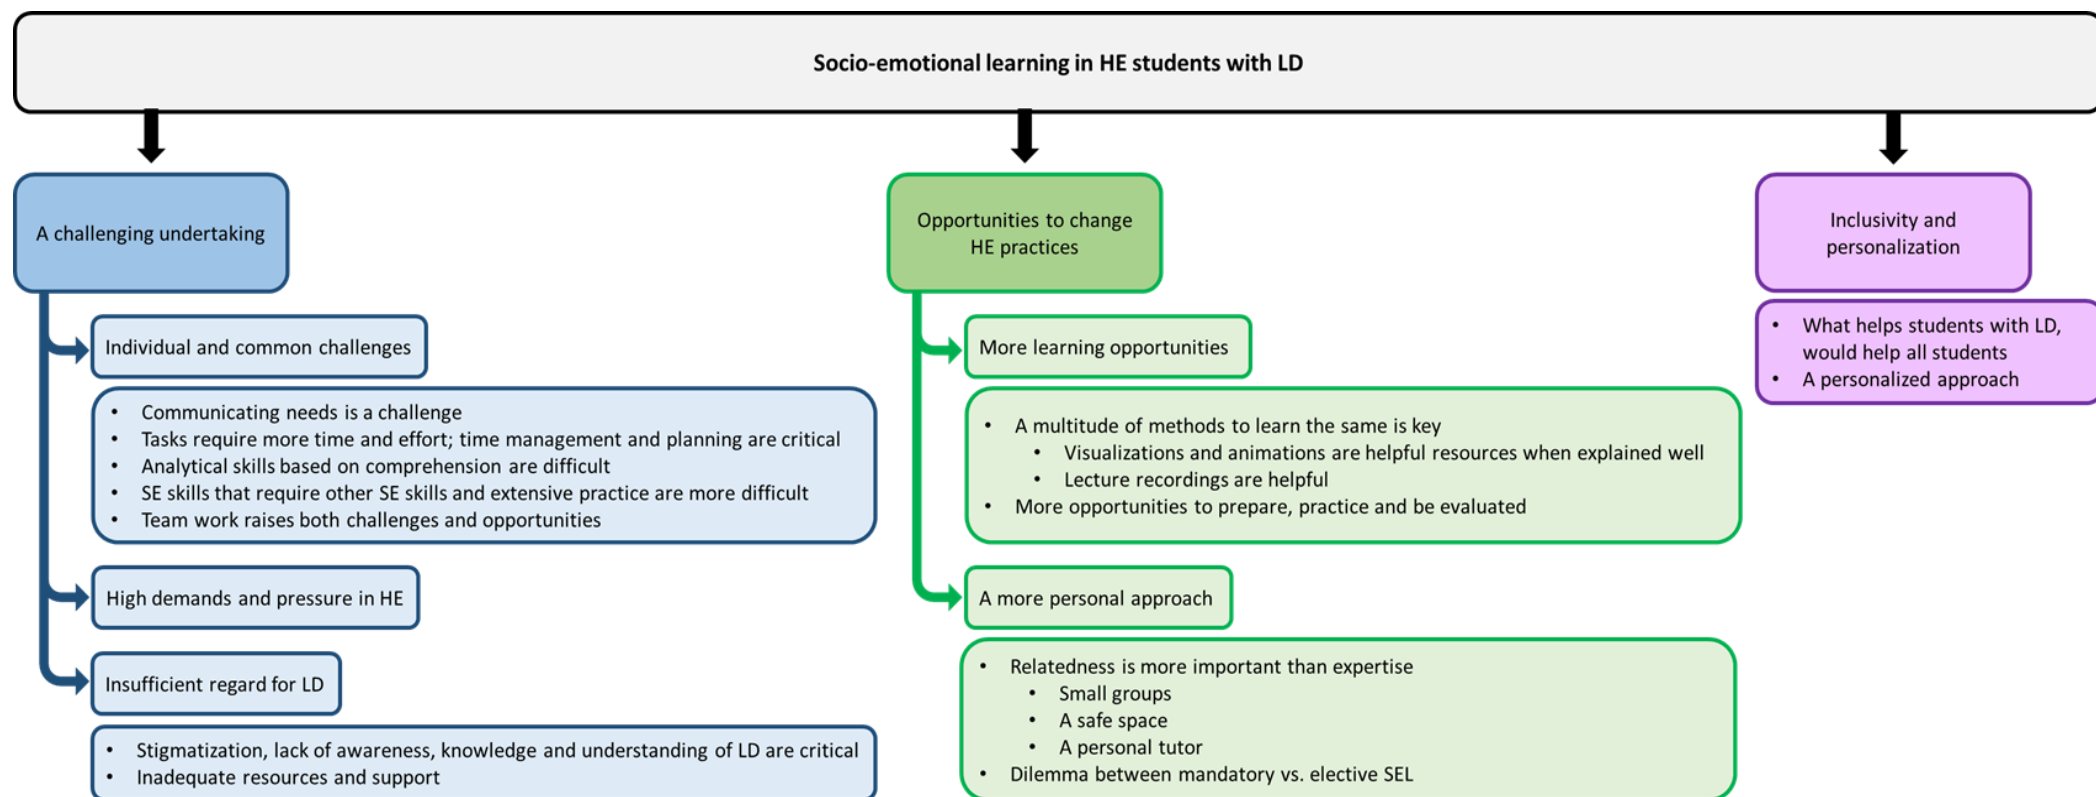 Socio-emotional learning in HE students with LD
A challenging undertaking
Individual and common challenges
• Communicating needs is a challenge
• Tasks require more time and effort; time management and planning are critical
• Analytical skills based on comprehension are difficult
• SE skills that require other SE skills and extensive practice are more difficult
• Team work raises both challenges and opportunities
High demands and pressure in HE
Insufficient regard for LD
• Stigmatization, lack of awareness, knowledge and understanding of LD are critical
• Inadequate resources and support
Opportunities to change
HE practices
More learning opportunities
• A multitude of methods to learn the same is key
• Visualizations and animations are helpful resources when explained well
• Lecture recordings are helpful
• More opportunities to prepare, practice and be evaluated
A more personal approach
• Relatedness is more important than expertise
• Small groups
• A safe space
• A personal tutor
• Dilemma between mandatory vs. elective SEL
Inclusivity and
personalization
• What helps students with LD,
would help all students
• A personalized approach